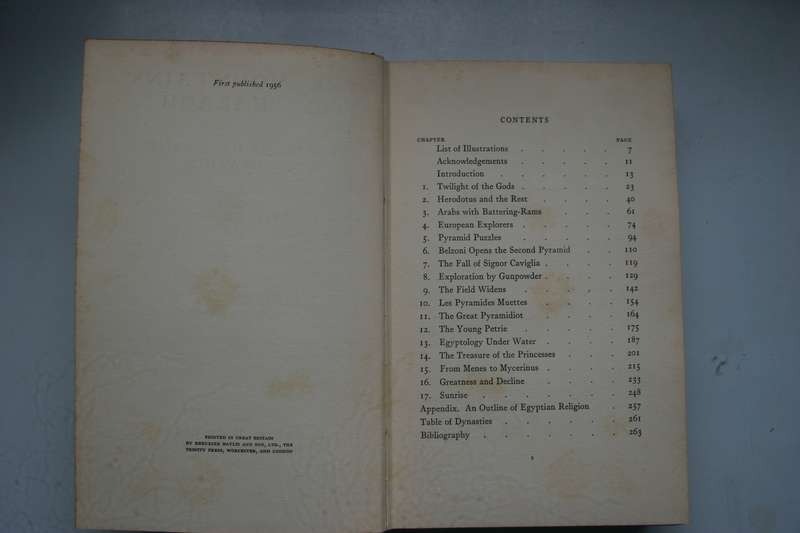 First published 1956
PRINTED IN GREAT BRITAIN
BY EBENEZER BAYLIS AND SON, LTD., THE
TRINITY PRESS, WORCESTER, AND LONDON
CONTENTS
CHAPTER PAGE
List of Illustrations . . . . . 7
Acknowledgements . . . . . 11
Introduction . . . . . 13
1. Twilight of the Gods . . . . . 23
2. Herodotus and the Rest . . . 40
3. Arabs with Battering-Rams . . . 61
4. European Explorers . . . . . 74
5. Pyramid Puzzles . . . . . 94
6. Belzoni Opens the Second Pyramid . . 110
7. The Fall of Signor Caviglia . . . . 119
8. Exploration by Gunpowder . . . . 129
9. The Field Widens . . . . . 142
10. Les Pyramides Muettes . . . . 154
11. The Great Pyramidiot . . . . 164
12. The Young Petrie . . . . . 175
13. Egyptology Under Water . . . . 187
14. The Treasure of the Princesses . . . 201
15. From Menes to Mycerinus . . . . 215
16. Greatness and Decline . . . . 233
17. Sunrise . . . . . . 248
Appendix. An Outline of Egyptian Religion . 257
Table of Dynasties . . . . . . 261
Bibliography . . . . . . . 263